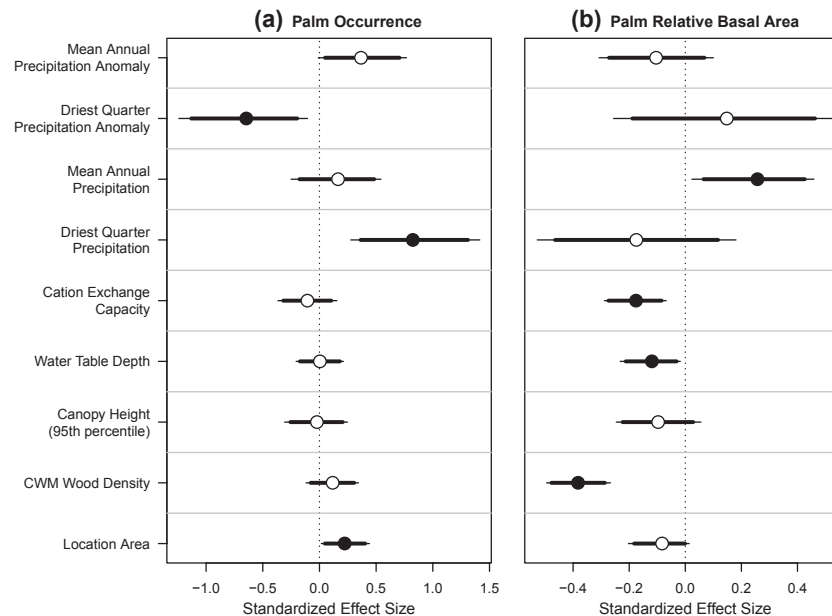 (a) Palm Occurrence
(b) Palm Relative Basal Area
Mean Annual
Precipitation Anomaly
Driest Quarter
Precipitation Anomaly
Mean Annual
Precipitation
Driest Quarter
Precipitation
Cation Exchange
Capacity
Water Table Depth
Canopy Height
(95th percentile)
CWM Wood Density
Location Area
−1.0 −0.5 0.0 0.5 1.0 1.5
Standardized Effect Size
−0.4 −0.2 0.0 0.2 0.4
Standardized Effect Size